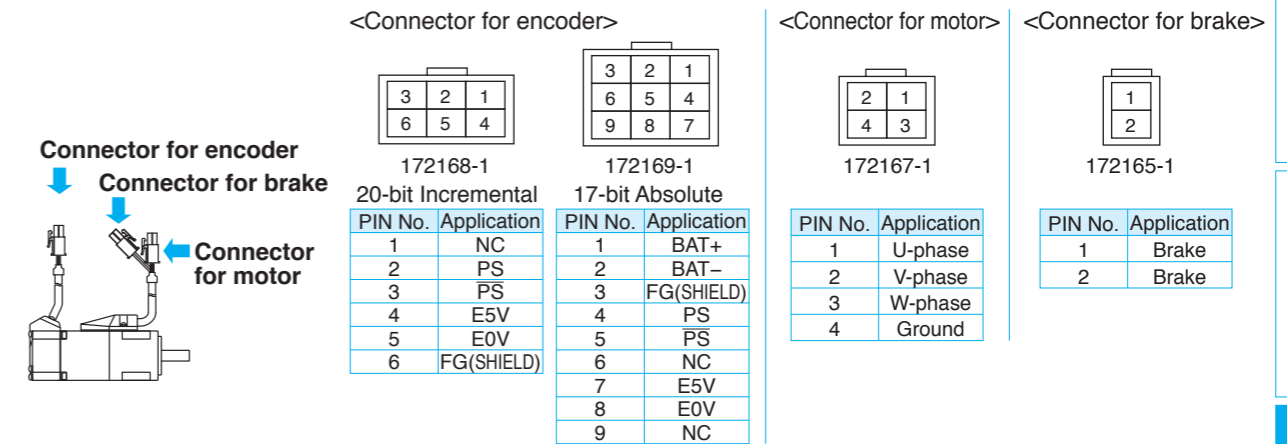 <Connector for encoder>
<Connector for motor>
<Connector for brake>
Connector for encoder
Connector for brake
Connector
for motor
3 2 1
6 5 4
172168-1
20-bit Incremental
PIN No. Application
1 NC
2 PS
3 P̅S̅
4 E5V
5 E0V
6 FG(SHIELD)
3 2 1
6 5 4
9 8 7
172169-1
17-bit Absolute
PIN No. Application
1 BAT+
2 BAT−
3 FG(SHIELD)
4 PS
5 P̅S̅
6 NC
7 E5V
8 E0V
9 NC
2 1
4 3
172167-1
PIN No. Application
1 U-phase
2 V-phase
3 W-phase
4 Ground
1
2
172165-1
PIN No. Application
1 Brake
2 Brake